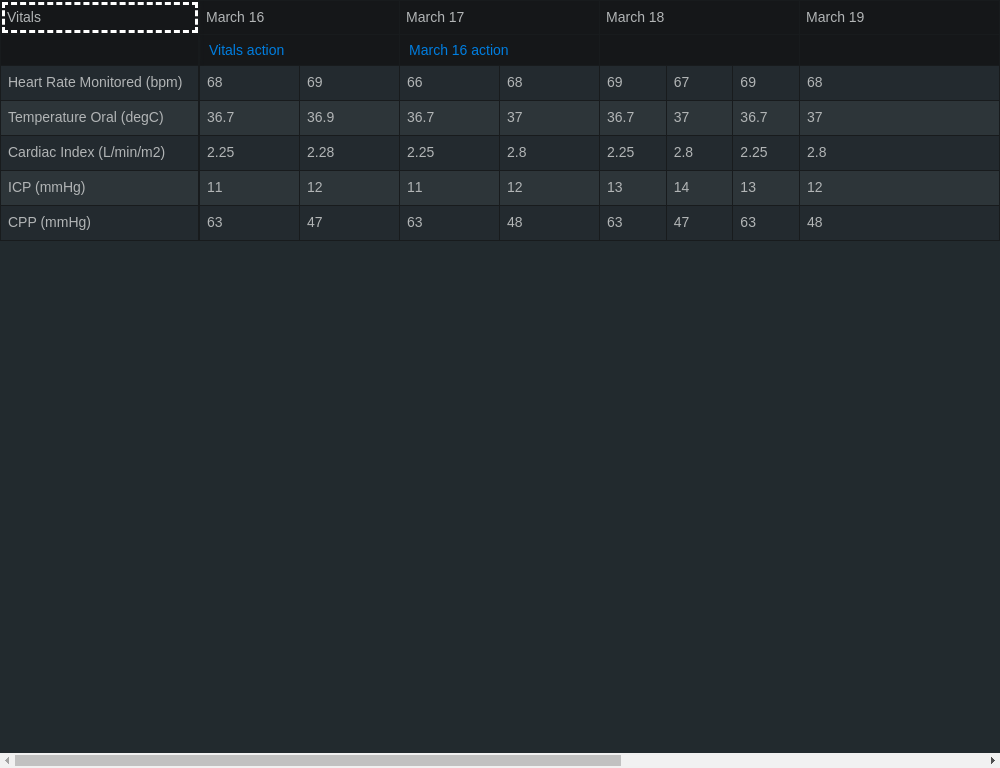 Vitals March 16 March 17 March 18 March 19
Vitals action March 16 action
Heart Rate Monitored (bpm) 68 69 66 68 69 67 69 68
Temperature Oral (degC) 36.7 36.9 36.7 37 36.7 37 36.7 37
Cardiac Index (L/min/m2) 2.25 2.28 2.25 2.8 2.25 2.8 2.25 2.8
ICP (mmHg) 11 12 11 12 13 14 13 12
CPP (mmHg) 63 47 63 48 63 47 63 48